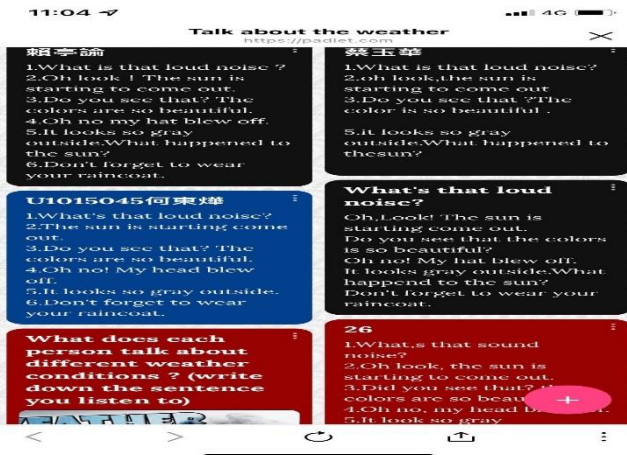 11:04
4G
Talk about the weather
https://padlet.com
賴亭諭
1.What is that loud noise ?
2.Oh look ! The sun is
starting to come out.
3.Do you see that? The
colors are so beautiful.
4.Oh no my hat blew off.
5.It looks so gray
outside.What happened to
the sun?
6.Don't forget to wear
your raincoat.
U1015045何東燁
1.What's that loud noise?
2.The sun is starting come
out.
3.Do you see that? The
colors are so beautiful.
4.Oh no! My head blew
off.
5.It looks so gray outside.
6.Don't forget to wear
your raincoat.
What does each
person talk about
different weather
conditions ? (write
down the sentence
you listen to)
WEATHER
蔡玉華
1.What is that loud noise?
2.oh look,the sun is
starting to come out
3.Do you see that ?The
color is so beautiful .
5.it looks so gray
outside.What happened to
thesun?
What's that loud
noise?
Oh,Look! The sun is
starting come out.
Do you see that the colors
is so beautiful?
Oh no! My hat blew off.
It looks gray outside.What
happend to the sun?
Don't forget to wear your
raincoat.
26
1.What,s that sound
noise?
2.Oh look, the sun is
starting to come out.
3.Did you see that?
colors are so beau
4.Oh no, my head
5.It look so gray